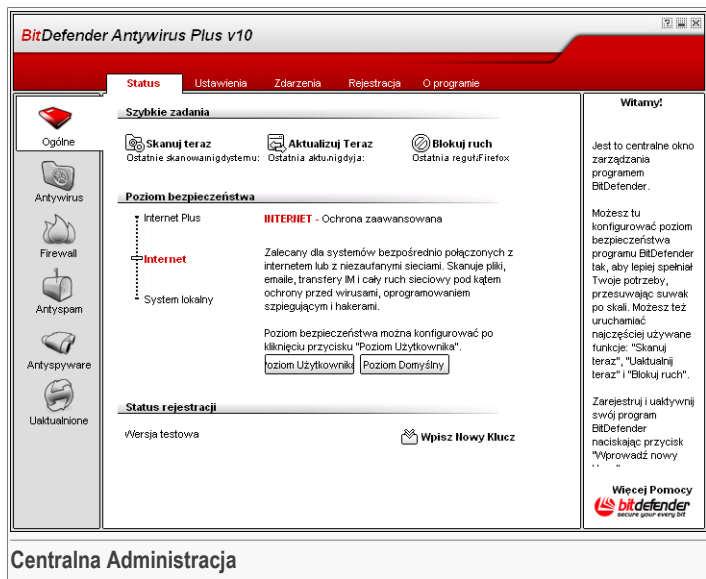 BitDefender Antywirus Plus v10
Status
Ustawienia
Zdarzenia
Rejestracja
O programie
Ogólne
Antywirus
Firewall
Antyspam
Antyspyware
Uaktualnione
Szybkie zadania
Skanuj teraz
Ostatnie skanowanigdystemu:
Aktualizuj Teraz
Ostatnia aktu.nigdyja:
Blokuj ruch
Ostatnia reguł:Firefox
Poziom bezpieczeństwa
Internet Plus
Internet
System lokalny
INTERNET - Ochrona zaawansowana
Zalecany dla systemów bezpośrednio połączonych z
internetem lub z niezaufanymi sieciami. Skanuje pliki,
emaile, transfery IM i cały ruch sieciowy pod kątem
ochrony przed wirusami, oprogramowaniem
szpiegującym i hakerami.
Poziom bezpieczeństwa można konfigurować po
kliknięciu przycisku "Poziom Użytkownika".
Poziom Domyślny
Status rejestracji
Wersja testowa
Wpisz Nowy Klucz
Witamy!
Jest to centralne okno
zarządzania
programem
BitDefender.
Możesz tu
konfigurować poziom
bezpieczeństwa
programu BitDefender
tak, aby lepiej spełniał
Twoje potrzeby,
przesuwając suwak
po skali. Możesz też
uruchamiać
najczęściej używane
funkcje: "Skanuj
teraz", "Uaktualnij
teraz" i "Blokuj ruch".
Zarejestruj i uaktywnij
swój program
BitDefender
naciskając przycisk
"Wprowadź nowy
Więcej Pomocy
bitdefender
secure your every bit
Centralna Administracja